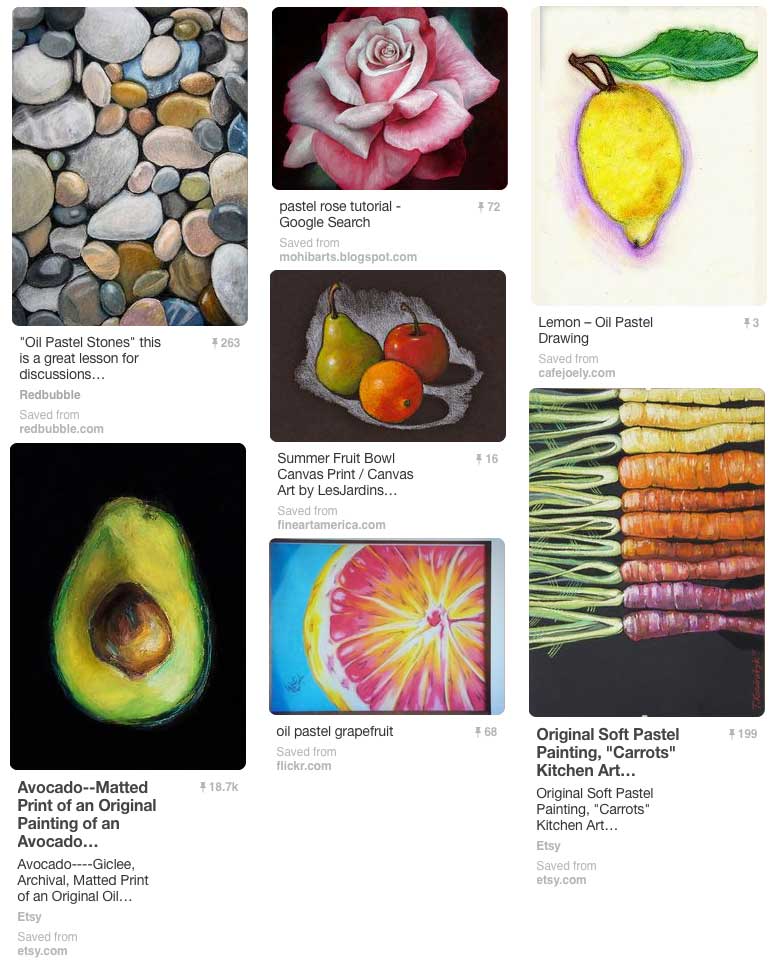 "Oil Pastel Stones" this
is a great lesson for
discussions…
263
Redbubble
Saved from
redbubble.com
Avocado--Matted
Print of an Original
Painting of an
Avocado…
18.7k
Avocado----Giclee,
Archival, Matted Print
of an Original Oil…
Etsy
Saved from
etsy.com
pastel rose tutorial -
Google Search
72
Saved from
mohibarts.blogspot.com
Summer Fruit Bowl
Canvas Print / Canvas
Art by LesJardins…
16
Saved from
fineartamerica.com
oil pastel grapefruit
68
Saved from
flickr.com
Lemon – Oil Pastel
Drawing
3
Saved from
cafejoely.com
Original Soft Pastel
Painting, "Carrots"
Kitchen Art…
199
Original Soft Pastel
Painting, "Carrots"
Kitchen Art…
Etsy
Saved from
etsy.com